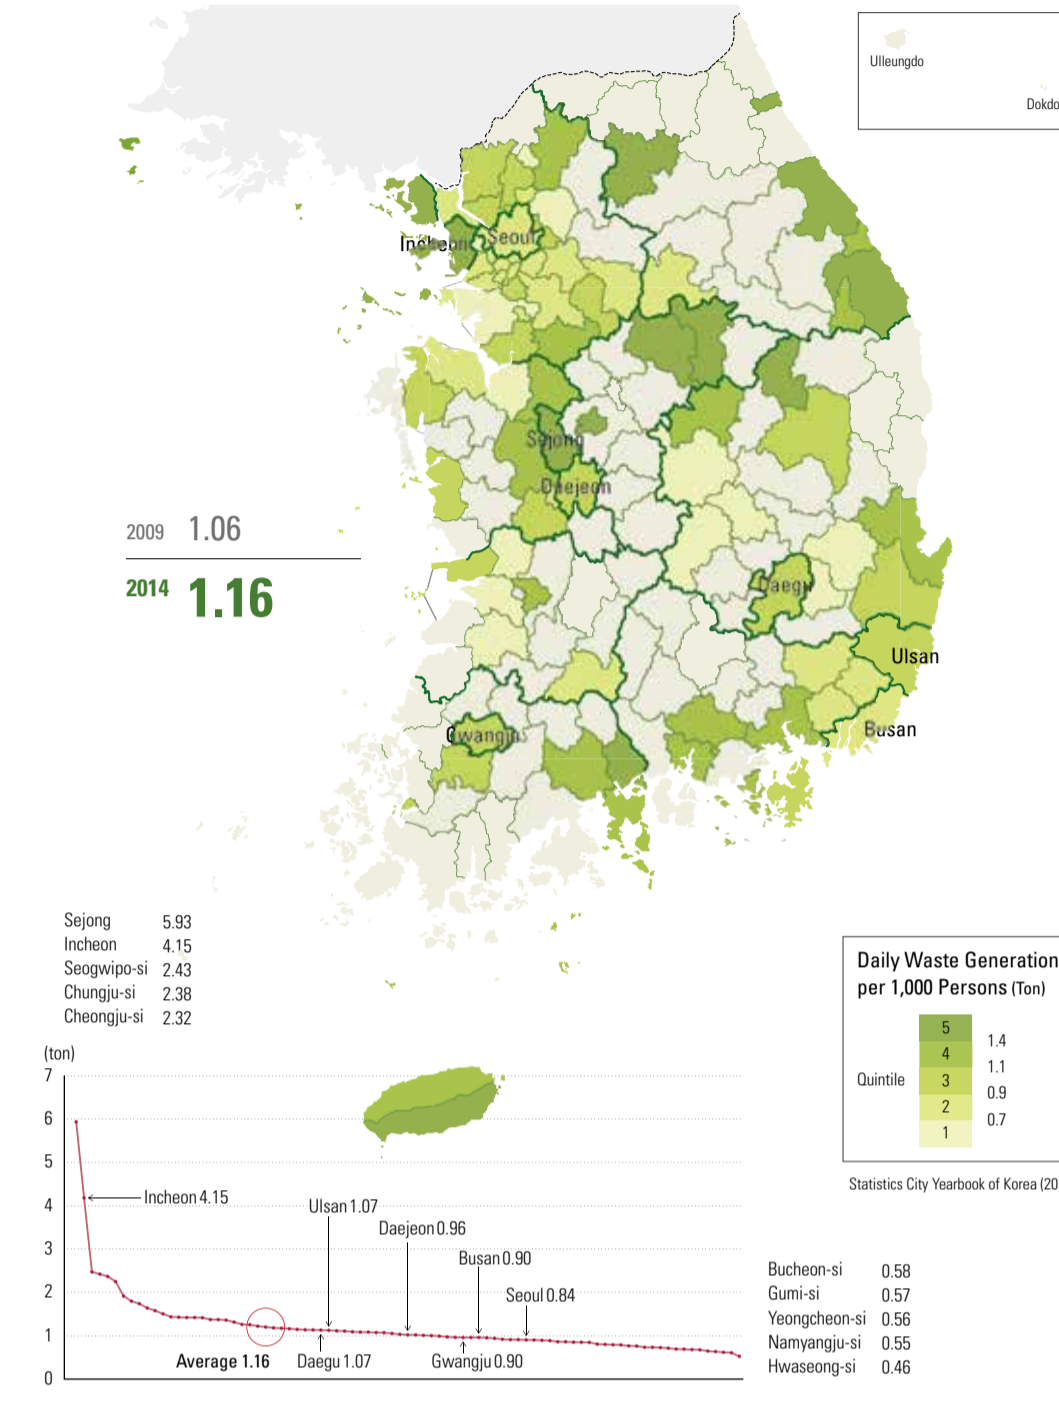 Ulleungdo
Dokdo
Incheon
Seoul
Sejong
Daejeon
2009 1.06
2014 1.16
Daegu
Ulsan
Busan
Gwangju
Sejong 5.93
Incheon 4.15
Seogwipo-si 2.43
Chungju-si 2.38
Cheongju-si 2.32
Daily Waste Generation
per 1,000 Persons (Ton)
Quintile
5
4
3
2
1
1.4
1.1
0.9
0.7
Statistics City Yearbook of Korea (20
(ton)
7
6
5
4
3
2
1
0
Incheon 4.15
Ulsan 1.07
Daejeon 0.96
Busan 0.90
Seoul 0.84
Average 1.16
Daegu 1.07
Gwangju 0.90
Bucheon-si 0.58
Gumi-si 0.57
Yeongcheon-si 0.56
Namyangju-si 0.55
Hwaseong-si 0.46